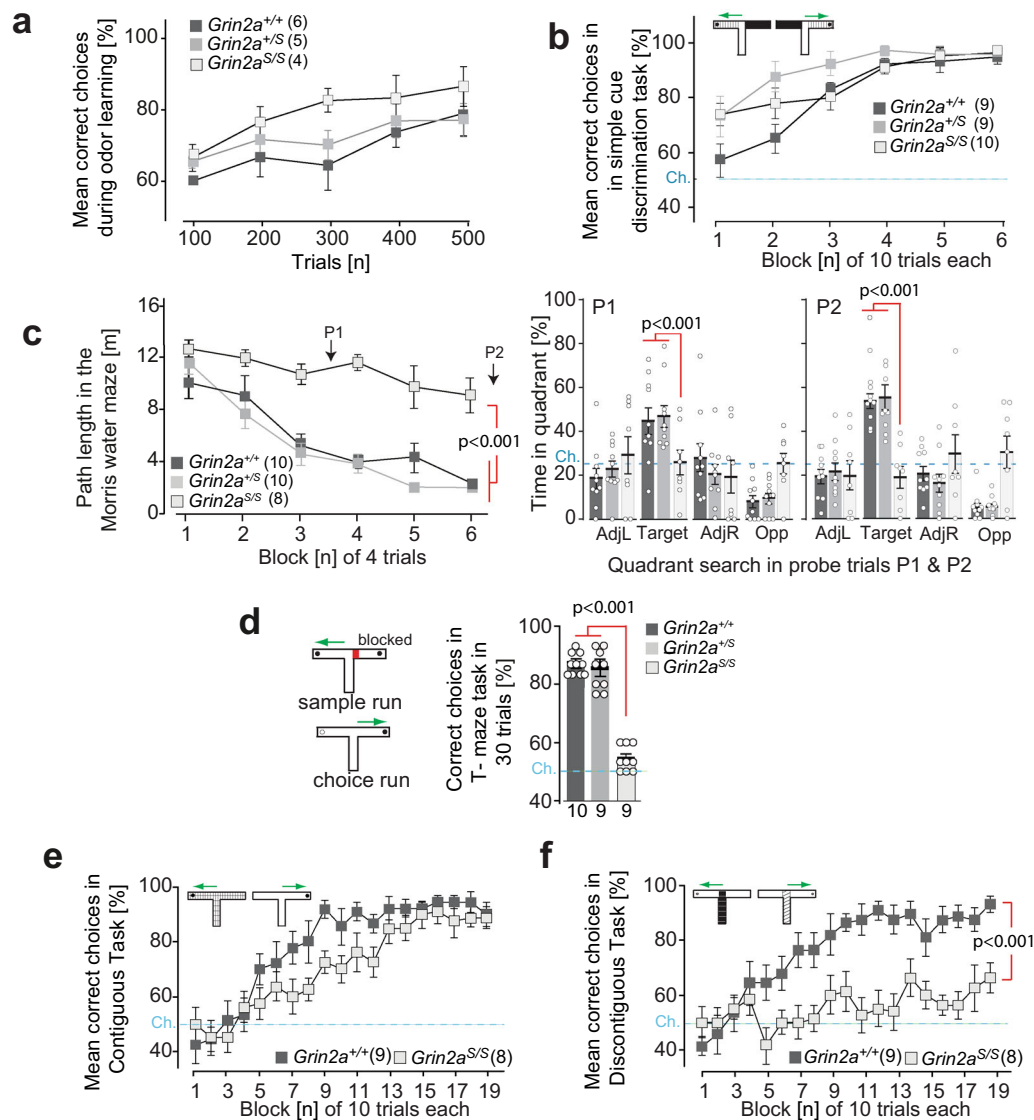 a
Mean correct choices
during odor learning [%]
100
80
60
Grin2a+/+ (6)
Grin2a+/S (5)
Grin2aS/S (4)
100 200 300 400 500
Trials [n]
b
Mean correct choices in
in simple cue
discrimination task [%]
100
80
60
Ch.
40
Grin2a+/+ (9)
Grin2a+/S (9)
Grin2aS/S (10)
1 2 3 4 5 6
Block [n] of 10 trials each
c
Path length in the
Morris water maze [m]
16
12
8
4
0
P1
P2
p<0.001
Grin2a+/+ (10)
Grin2a+/S (10)
Grin2aS/S (8)
1 2 3 4 5 6
Block [n] of 4 trials
Time in quadrant [%]
100
80
60
40
Ch.
20
0
P1
p<0.001
P2
p<0.001
AdjL Target AdjR Opp
AdjL Target AdjR Opp
Quadrant search in probe trials P1 & P2
d
blocked
sample run
choice run
Correct choices in
T- maze task in
30 trials [%]
p<0.001
100
80
60
Ch.
40
10 9 9
Grin2a+/+
Grin2a+/S
Grin2aS/S
e
Mean correct choices in
Contiguous Task [%]
100
80
60
Ch.
40
Grin2a+/+(9) Grin2aS/S(8)
1 3 5 7 9 11 13 15 17 19
Block [n] of 10 trials each
f
Mean correct choices in
Discontiguous Task [%]
100
80
60
Ch.
40
p<0.001
Grin2a+/+(9) Grin2aS/S(8)
1 3 5 7 9 11 13 15 17 19
Block [n] of 10 trials each